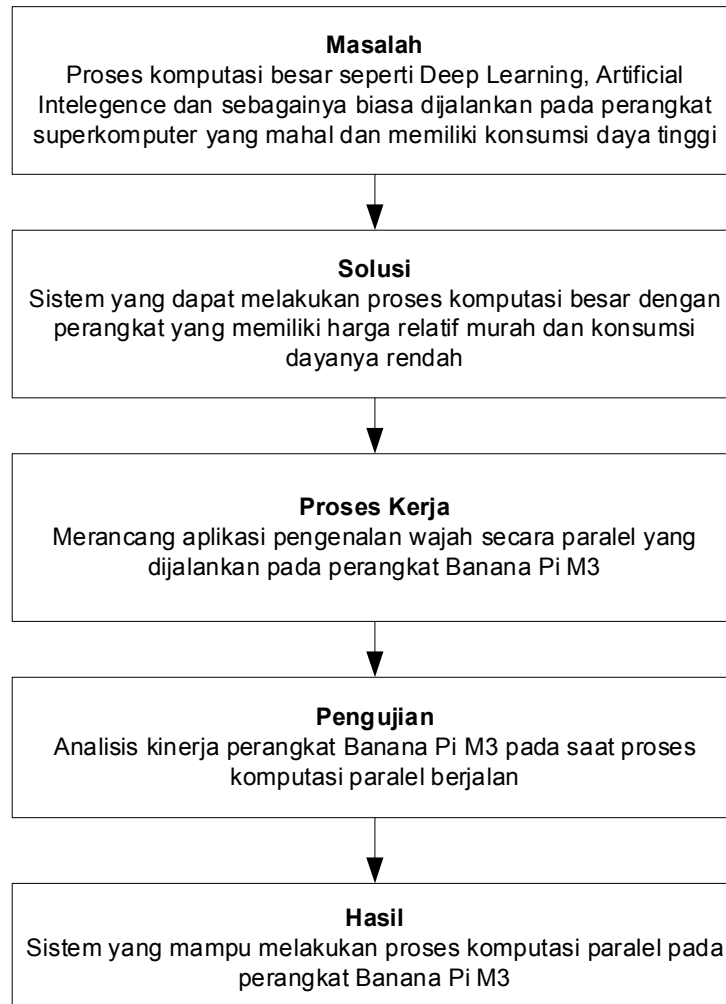 Masalah
Proses komputasi besar seperti Deep Learning, Artificial
Intelegence dan sebagainya biasa dijalankan pada perangkat
superkomputer yang mahal dan memiliki konsumsi daya tinggi
Solusi
Sistem yang dapat melakukan proses komputasi besar dengan
perangkat yang memiliki harga relatif murah dan konsumsi
dayanya rendah
Proses Kerja
Merancang aplikasi pengenalan wajah secara paralel yang
dijalankan pada perangkat Banana Pi M3
Pengujian
Analisis kinerja perangkat Banana Pi M3 pada saat proses
komputasi paralel berjalan
Hasil
Sistem yang mampu melakukan proses komputasi paralel pada
perangkat Banana Pi M3